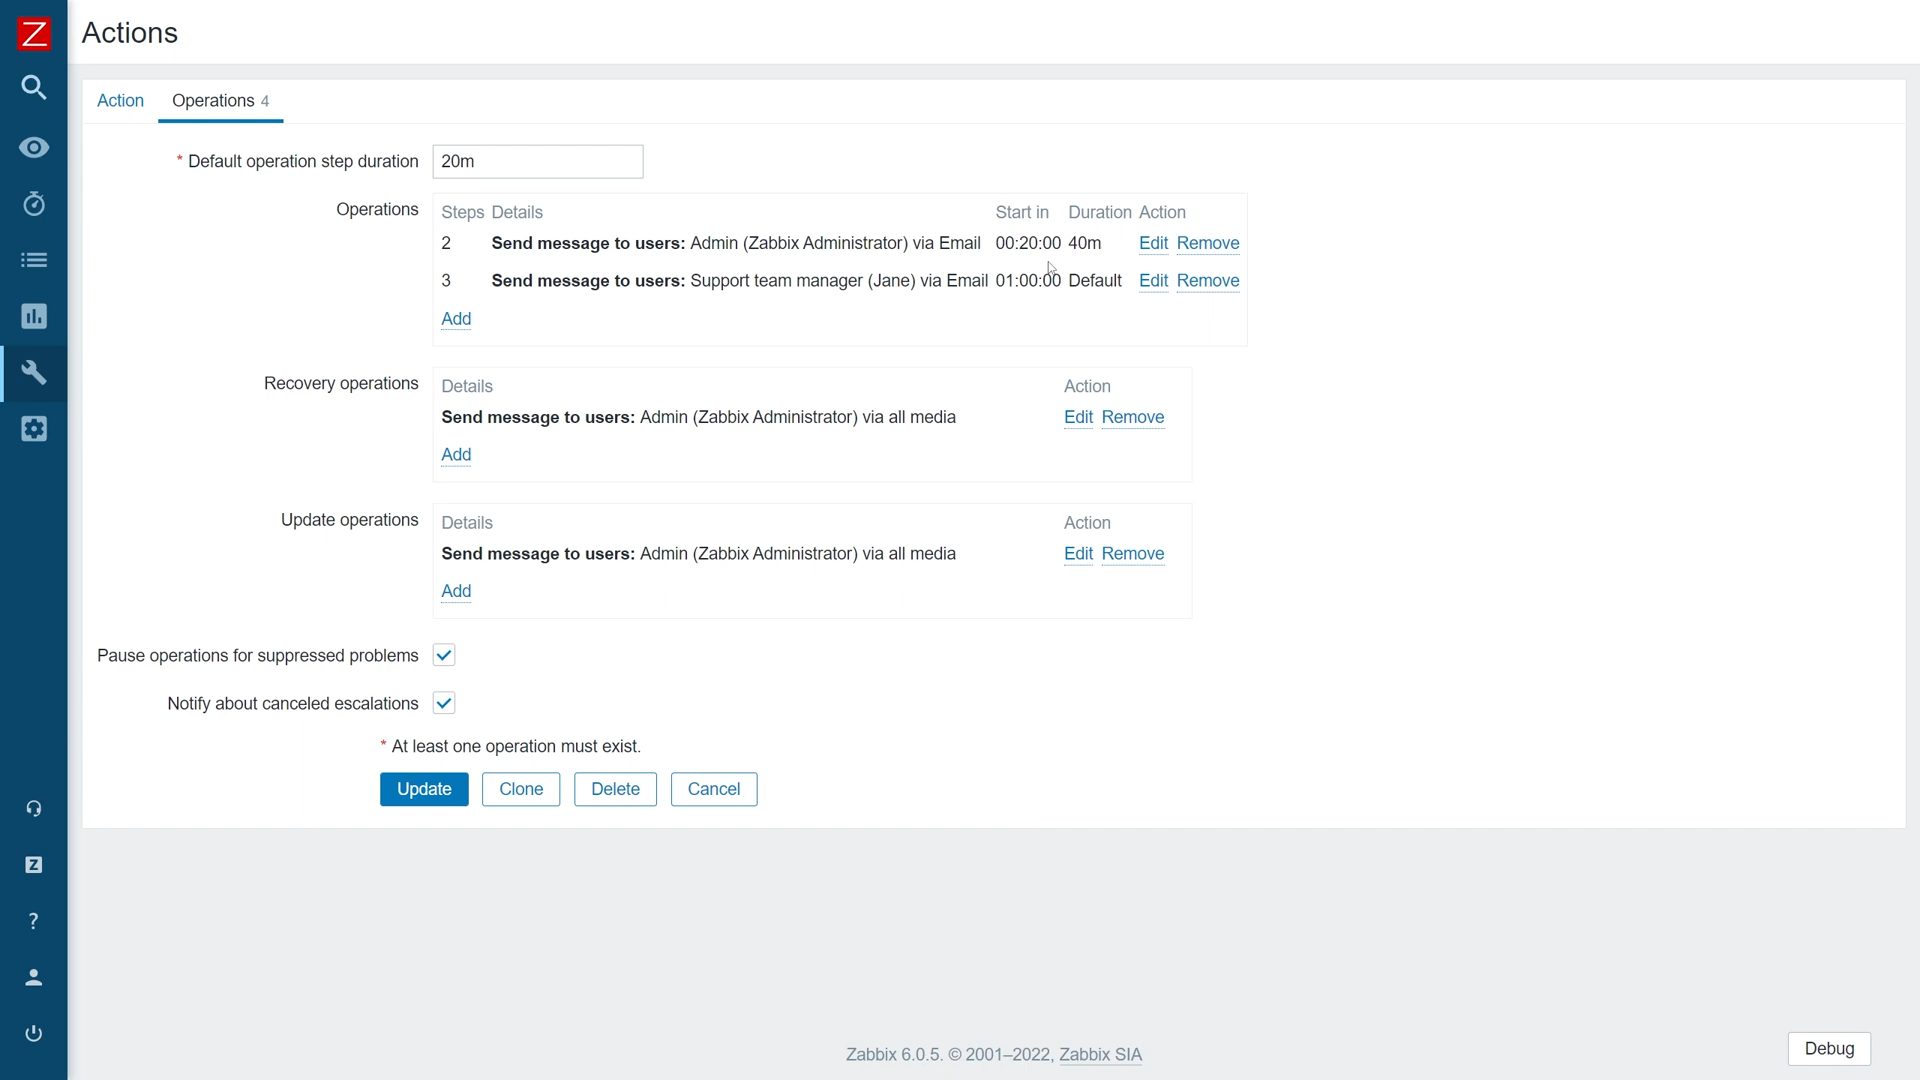 Z
Actions
Action Operations 4
* Default operation step duration 20m
Operations Steps Details Start in Duration Action
2 Send message to users: Admin (Zabbix Administrator) via Email 00:20:00 40m Edit Remove
3 Send message to users: Support team manager (Jane) via Email 01:00:00 Default Edit Remove
Add
Recovery operations Details Action
Send message to users: Admin (Zabbix Administrator) via all media Edit Remove
Add
Update operations Details Action
Send message to users: Admin (Zabbix Administrator) via all media Edit Remove
Add
Pause operations for suppressed problems
Notify about canceled escalations
* At least one operation must exist.
Update Clone Delete Cancel
Z
?
Zabbix 6.0.5. © 2001–2022, Zabbix SIA
Debug